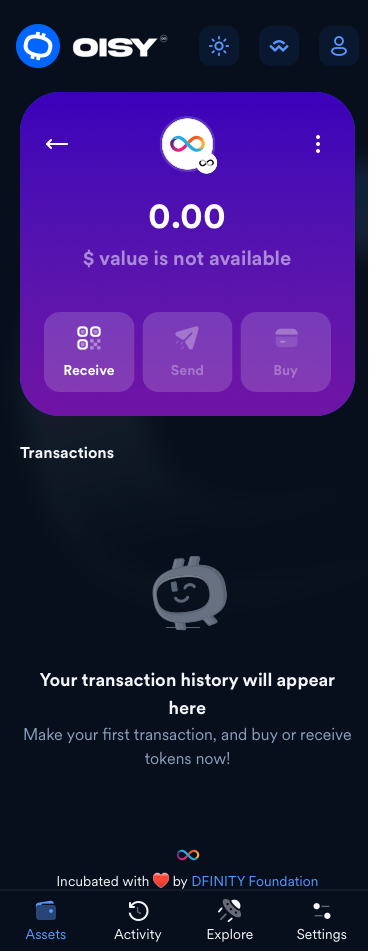 OISY
0.00
$ value is not available
Receive
Send
Buy
Transactions
Your transaction history will appear
here
Make your first transaction, and buy or receive
tokens now!
Incubated with ❤️ by DFINITY Foundation
Assets
Activity
Explore
Settings